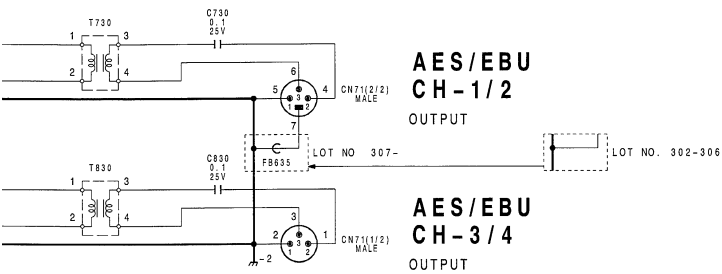 T730
C730
0.1
25V
1
3
2
4
6
5
4
3
1
2
7
CN71(2/2)
MALE
AES/EBU
CH-1/2
OUTPUT
FB635
LOT NO 307-
LOT NO. 302-306
T830
C830
0.1
25V
1
3
2
4
3
2
1
3
1
2
CN71(1/2)
MALE
-2
AES/EBU
CH-3/4
OUTPUT